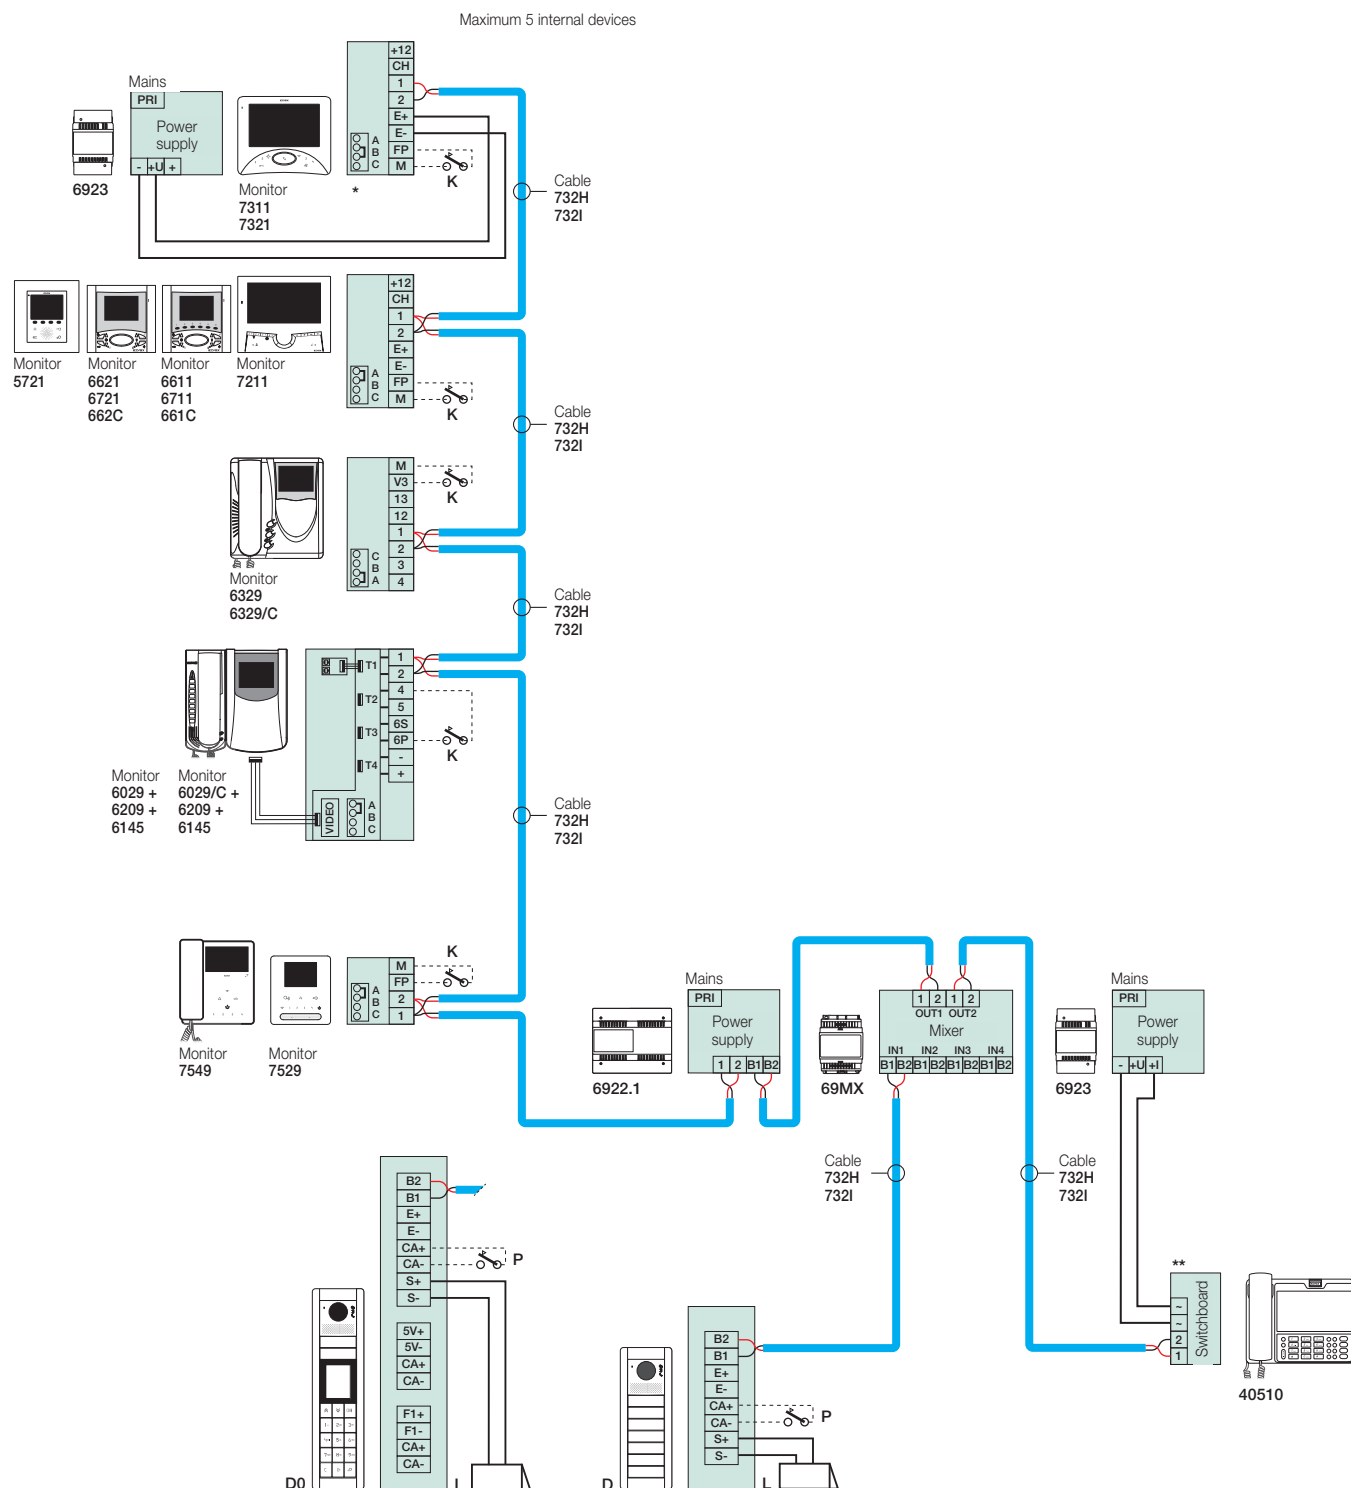 Maximum 5 internal devices
Mains
PRI
Power
supply
- +U +
6923
Monitor
7311
7321
+12
CH
1
2
E+
E-
FP
M
A
B
C
*
K
Cable
732H
732I
Monitor
5721
Monitor
6621
6721
662C
Monitor
6611
6711
661C
Monitor
7211
+12
CH
1
2
E+
E-
FP
M
A
B
C
K
Cable
732H
732I
Monitor
6329
6329/C
M
V3
13
12
1
2
3
4
C
B
A
K
Cable
732H
732I
Monitor
6029 +
6209 +
6145
Monitor
6029/C +
6209 +
6145
T1
T2
T3
T4
1
2
4
5
6S
6P
-
+
VIDEO
A
B
C
K
Cable
732H
732I
Monitor
7549
Monitor
7529
M
FP
2
1
A
B
C
K
6922.1
Mains
PRI
Power
supply
1 2 B1 B2
69MX
1 2 1 2
OUT1 OUT2
Mixer
IN1 IN2 IN3 IN4
B1 B2 B1 B2 B1 B2 B1 B2
6923
Mains
PRI
Power
supply
- +U +I
Cable
732H
732I
Cable
732H
732I
B2
B1
E+
E-
CA+
CA-
S+
S-
5V+
5V-
CA+
CA-
F1+
F1-
CA+
CA-
P
D0
L
B2
B1
E+
E-
CA+
CA-
S+
S-
P
D
L
**
~
~
2
1
Switchboard
40510